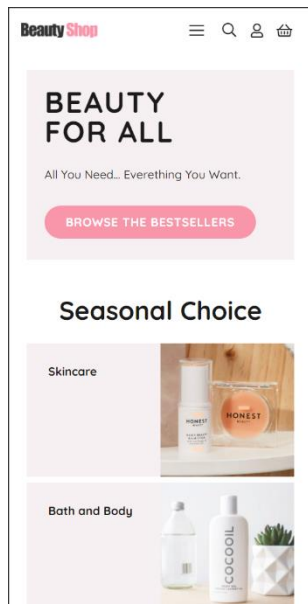 Beauty Shop
BEAUTY
FOR ALL
All You Need... Everething You Want.
BROWSE THE BESTSELLERS
Seasonal Choice
Skincare
HONEST
HONEST
Bath and Body
COCOOIL